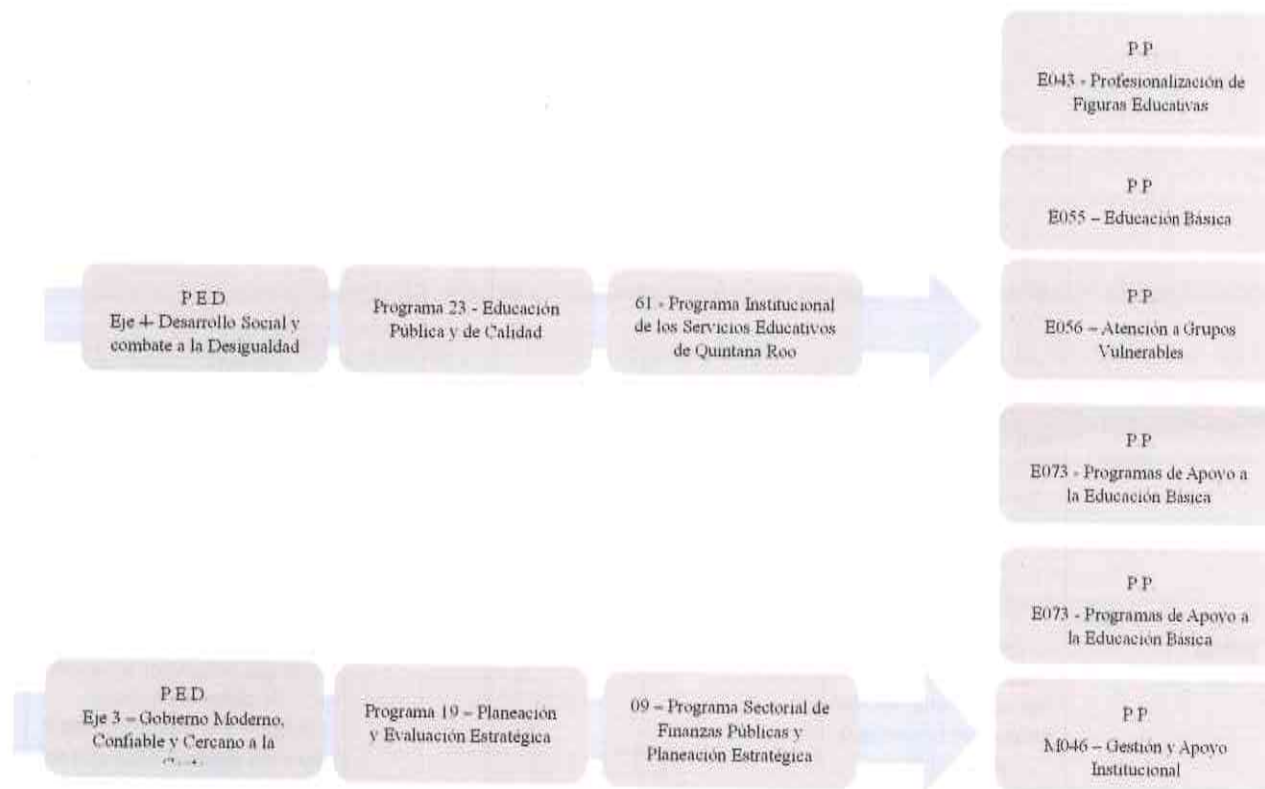 P P
E043 - Profesionalización de
Figuras Educativas
P P
E055 – Educación Básica
P E D
Eje 4- Desarrollo Social y
combate a la Desigualdad
Programa 23 - Educación
Pública y de Calidad
61 - Programa Institucional
de los Servicios Educativos
de Quintana Roo
P P
E056 – Atención a Grupos
Vulnerables
P P
E073 - Programas de Apoyo a
la Educación Básica
P P
E073 - Programas de Apoyo a
la Educación Básica
P E D
Eje 3 – Gobierno Moderno,
Confiable y Cercano a la
Programa 19 – Planeación
y Evaluación Estratégica
09 – Programa Sectorial de
Finanzas Públicas y
Planeación Estratégica
P P
M046 – Gestión y Apoyo
Institucional